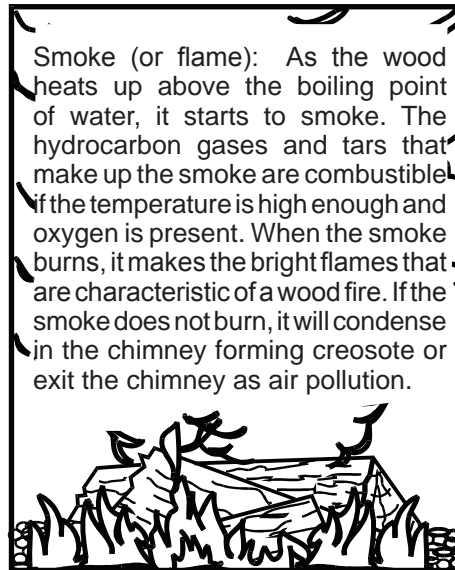 Smoke (or flame): As the wood
heats up above the boiling point
of water, it starts to smoke. The
hydrocarbon gases and tars that
make up the smoke are combustible
if the temperature is high enough and
oxygen is present. When the smoke
burns, it makes the bright flames that
are characteristic of a wood fire. If the
smoke does not burn, it will condense
in the chimney forming creosote or
exit the chimney as air pollution.